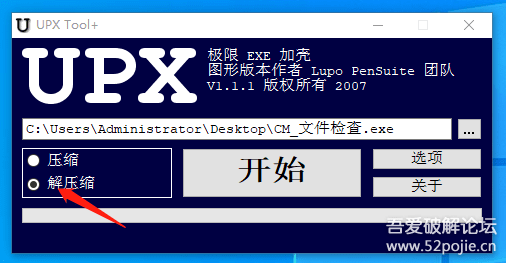 UPX Tool+
UPX
极限 EXE 加壳
图形版本作者 Lupo PenSuite 团队
V1.1.1 版权所有 2007
C:\Users\Administrator\Desktop\CM_文件检查.exe
...
压缩
解压缩
开始
选项
关于
吾爱破解论坛
www.52pojie.cn